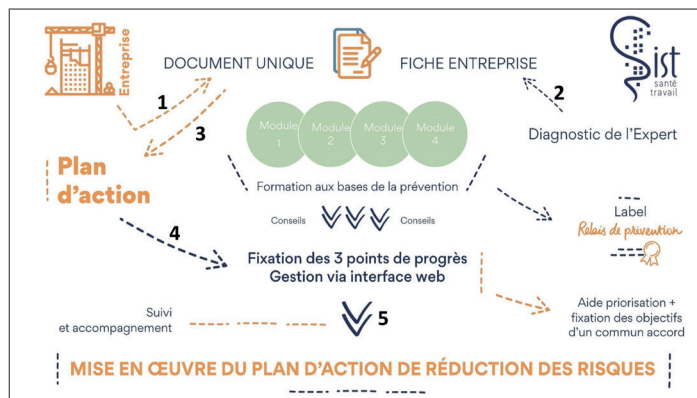 Entreprise
DOCUMENT UNIQUE
FICHE ENTREPRISE
Sist
santé
travail
1
2
3
Diagnostic de l'Expert
Module
1
Module
2
Module
3
Module
4
Plan
d'action
Formation aux bases de la prévention
Conseils
Conseils
Label
Relais de prévention
4
Fixation des 3 points de progrès
Gestion via interface web
Suivi
et accompagnement
5
Aide priorisation +
fixation des objectifs
d'un commun accord
MISE EN ŒUVRE DU PLAN D'ACTION DE RÉDUCTION DES RISQUES